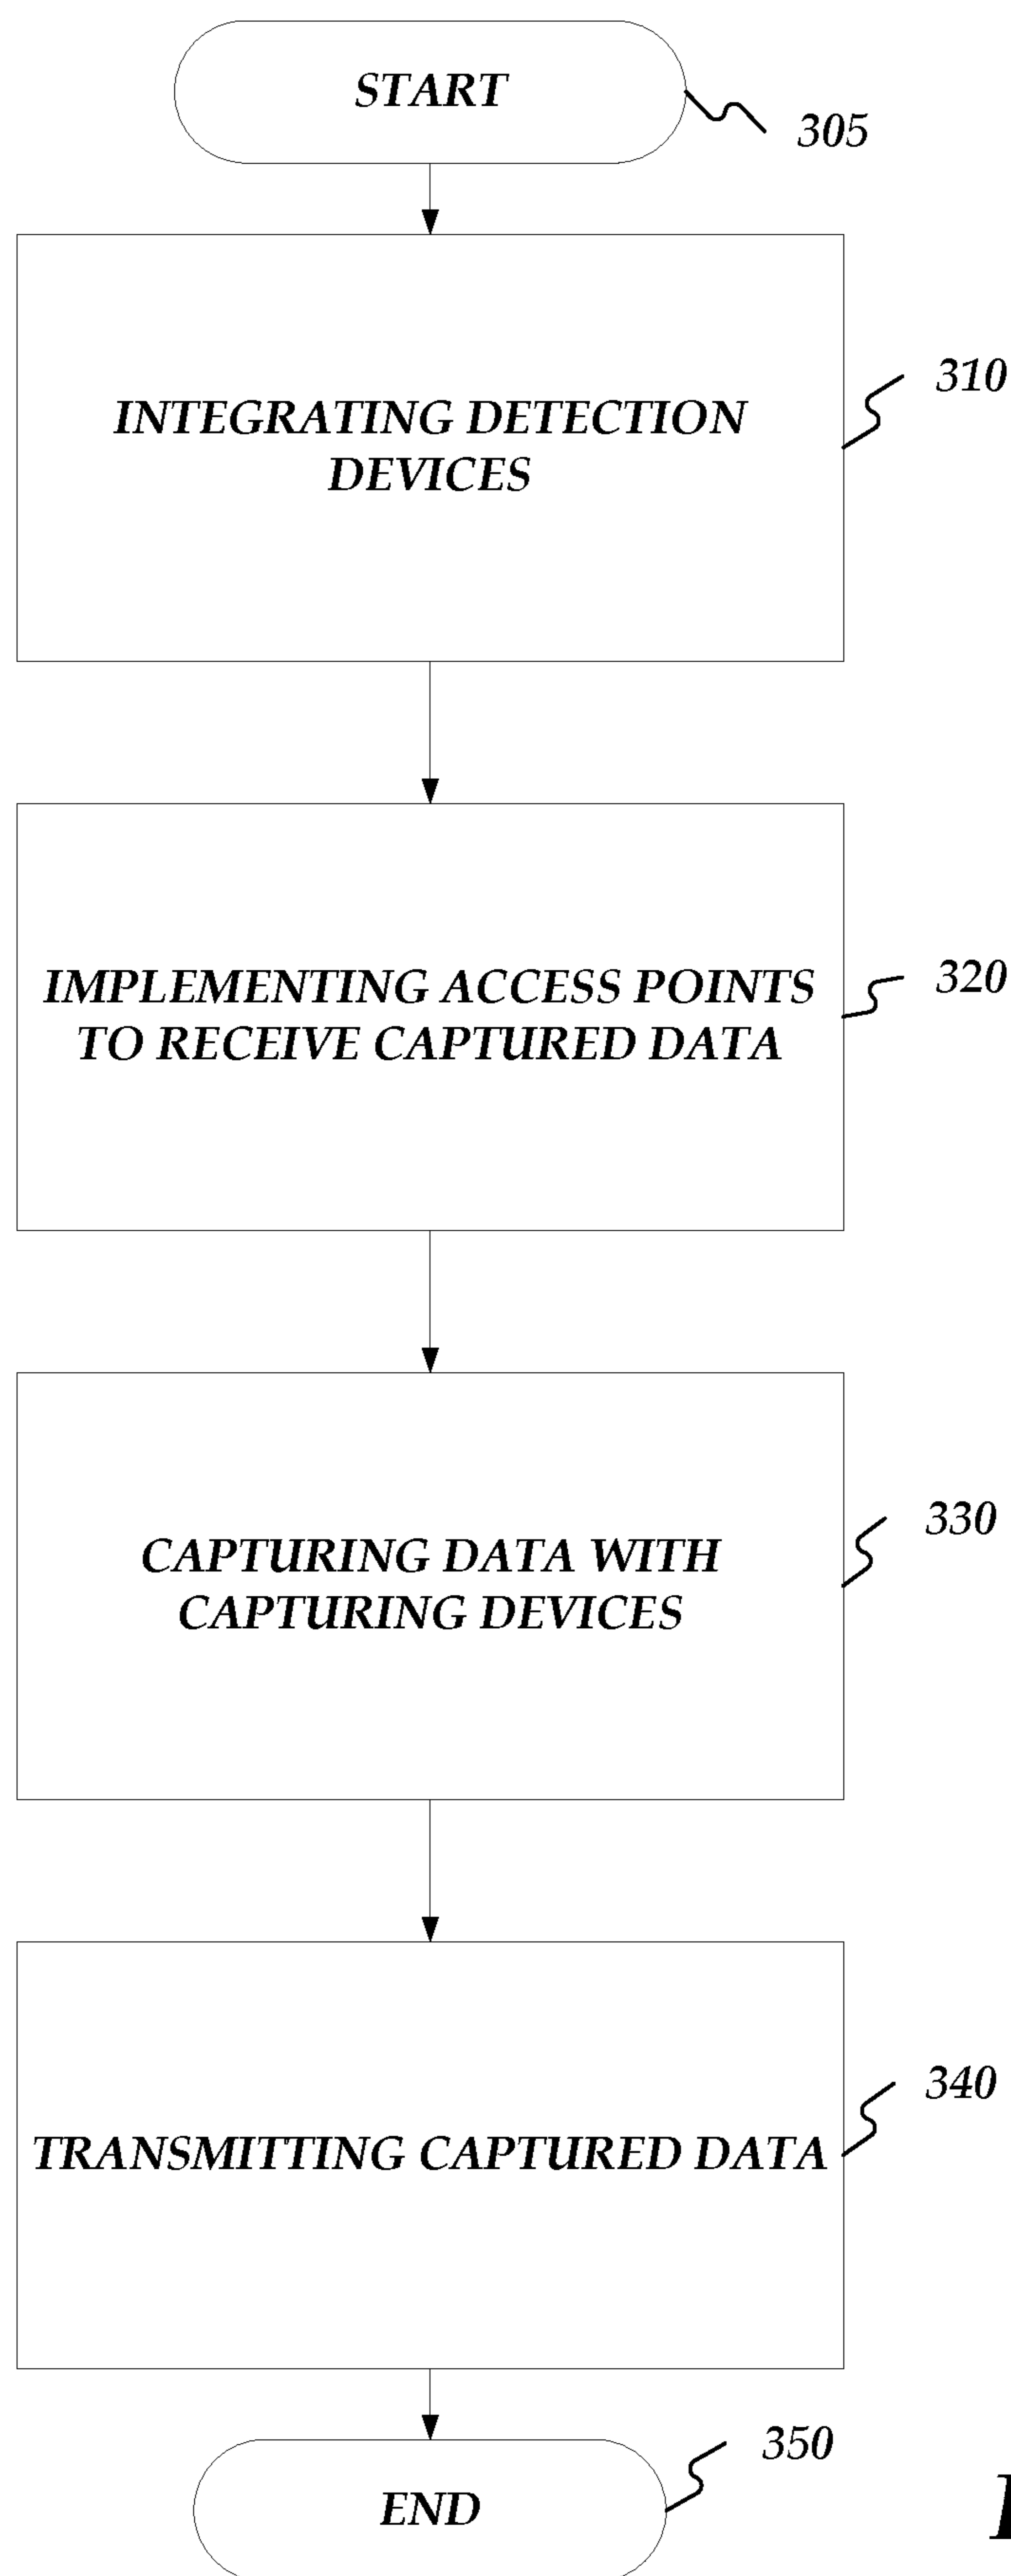 START
305
INTEGRATING DETECTION
DEVICES
310
IMPLEMENTING ACCESS POINTS
TO RECEIVE CAPTURED DATA
320
CAPTURING DATA WITH
CAPTURING DEVICES
330
TRANSMITTING CAPTURED DATA
340
END
350